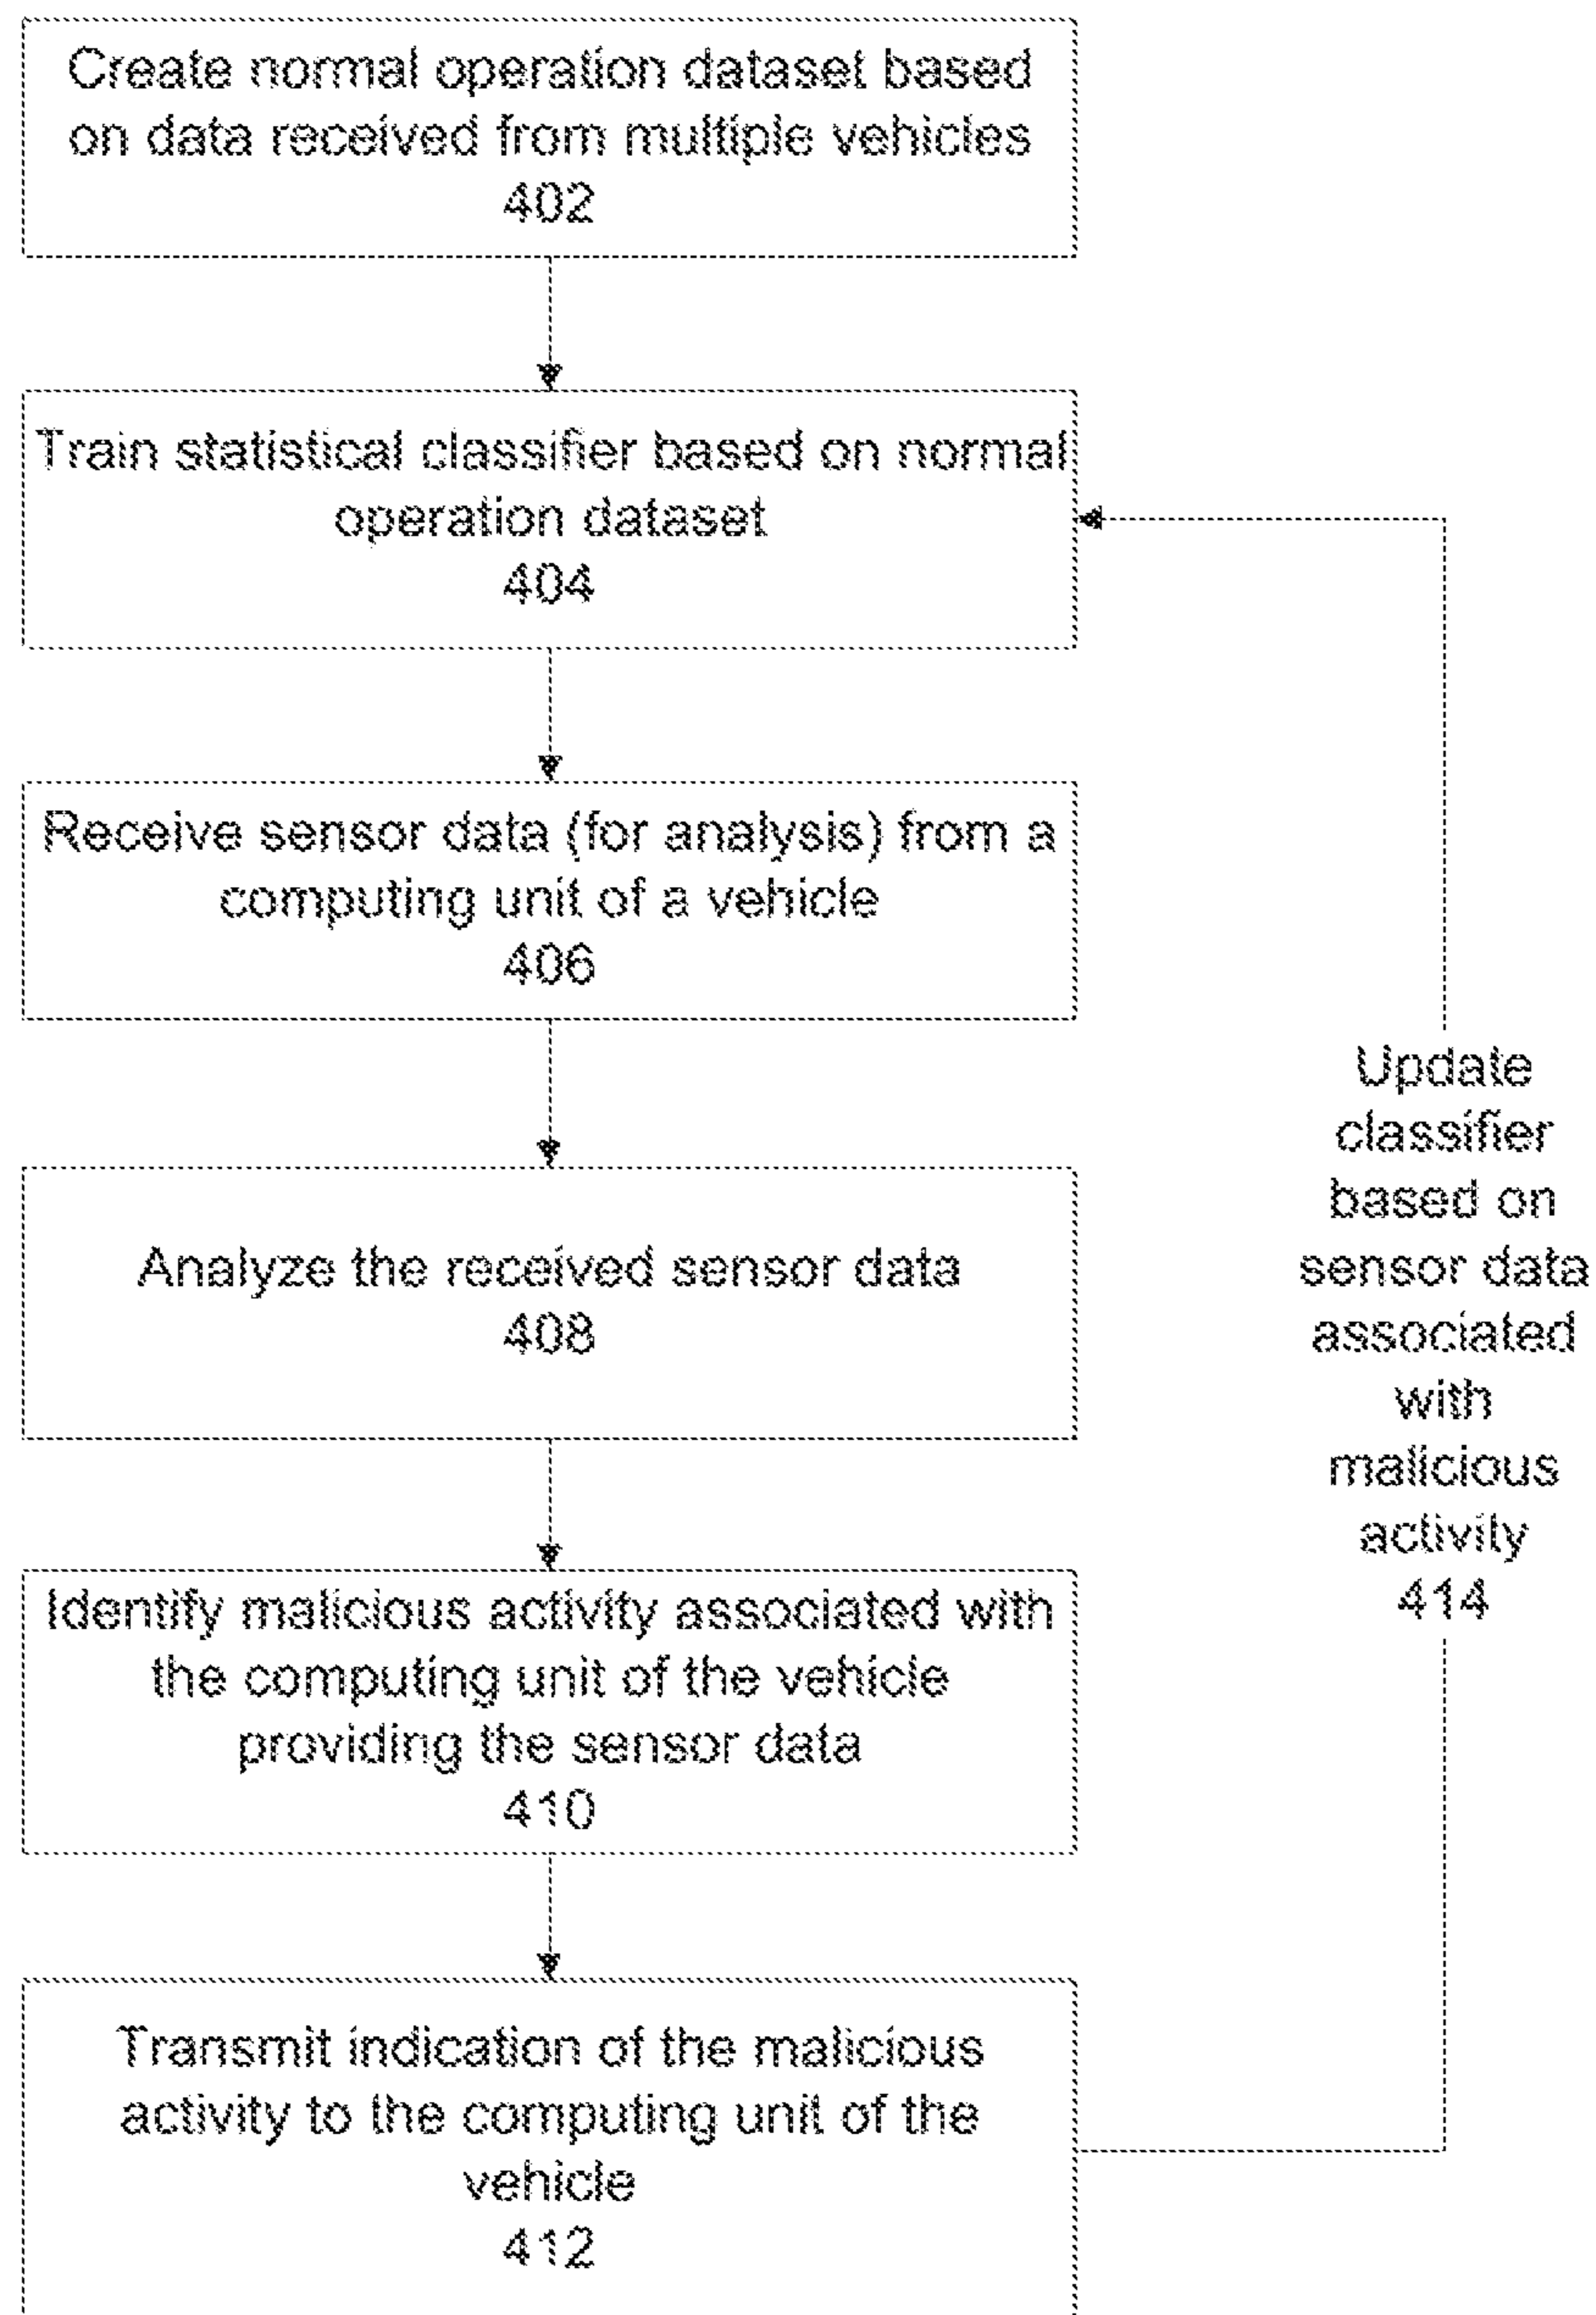 Create normal operation dataset based
on data received from multiple vehicles
402
Train statistical classifier based on normal
operation dataset
404
Receive sensor data (for analysis) from a
computing unit of a vehicle
406
Analyze the received sensor data
408
Identify malicious activity associated with
the computing unit of the vehicle
providing the sensor data
410
Transmit indication of the malicious
activity to the computing unit of the
vehicle
412
Update
classifier
based on
sensor data
associated
with
malicious
activity
414